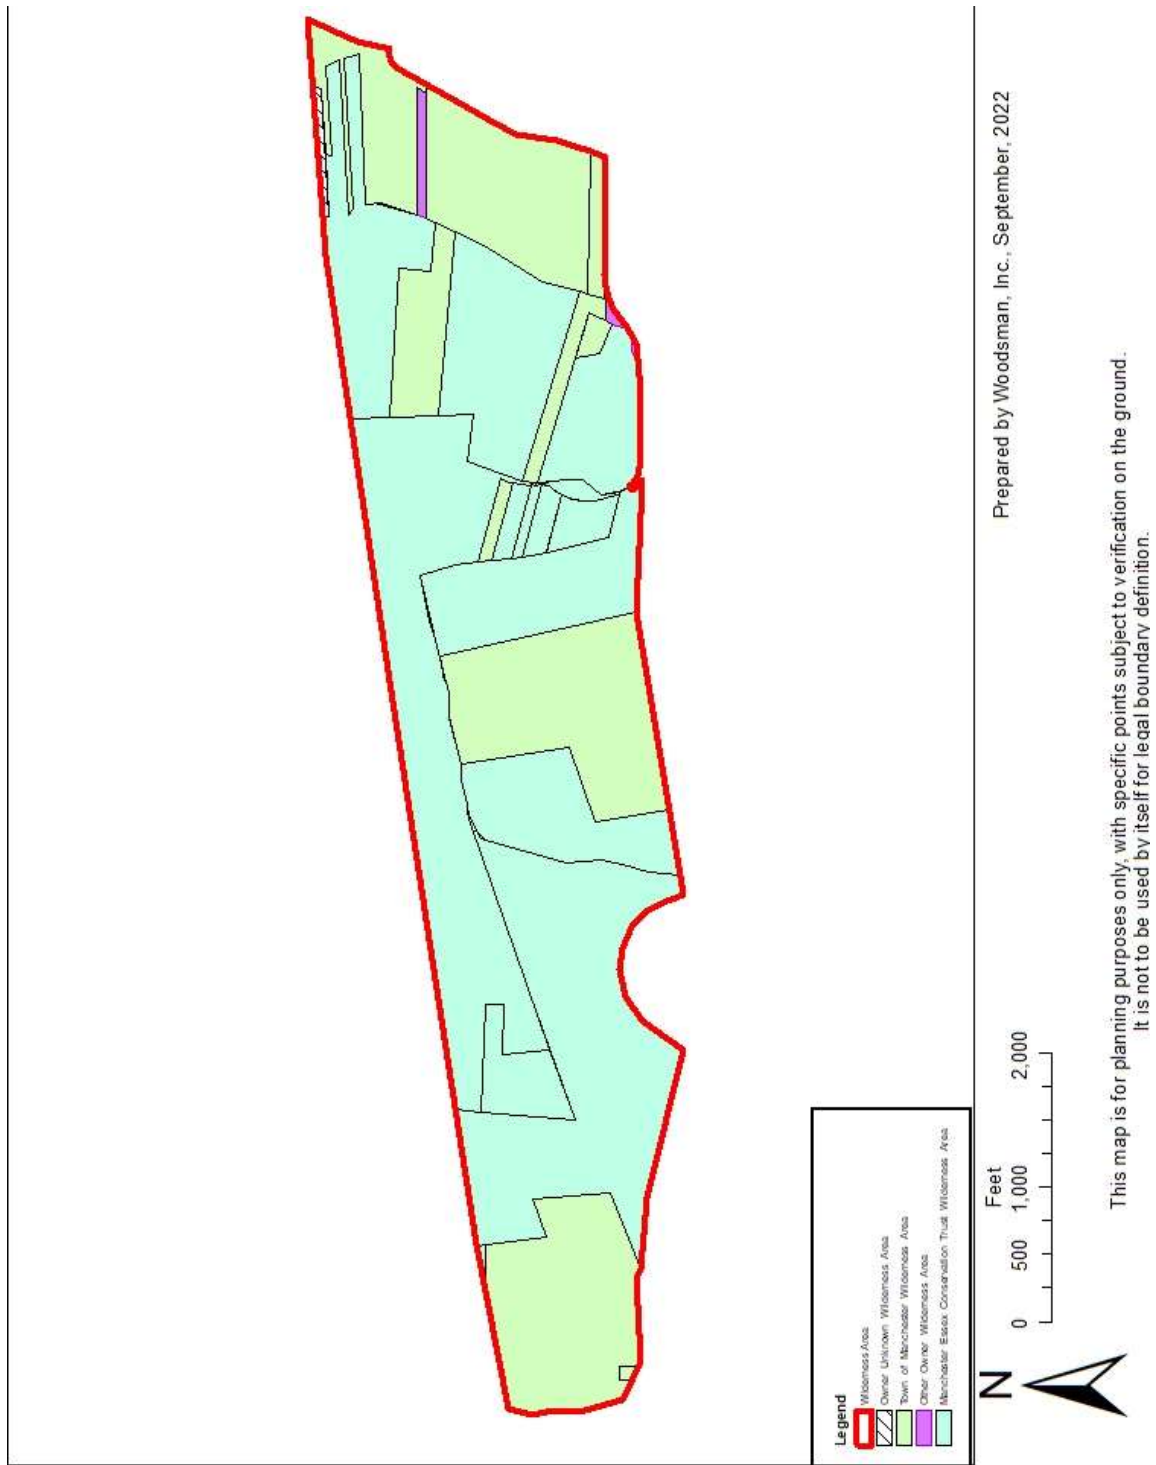 Legend
Wilderness Area
Owner Unknown Wilderness Area
Town of Manchester Wilderness Area
Other Owner Wilderness Area
Manchester Essex Conservation Trust Wilderness Area
N
Feet
0 500 1,000 2,000
Prepared by Woodsman, Inc., September, 2022
This map is for planning purposes only, with specific points subject to verification on the ground.
It is not to be used by itself for legal boundary definition.